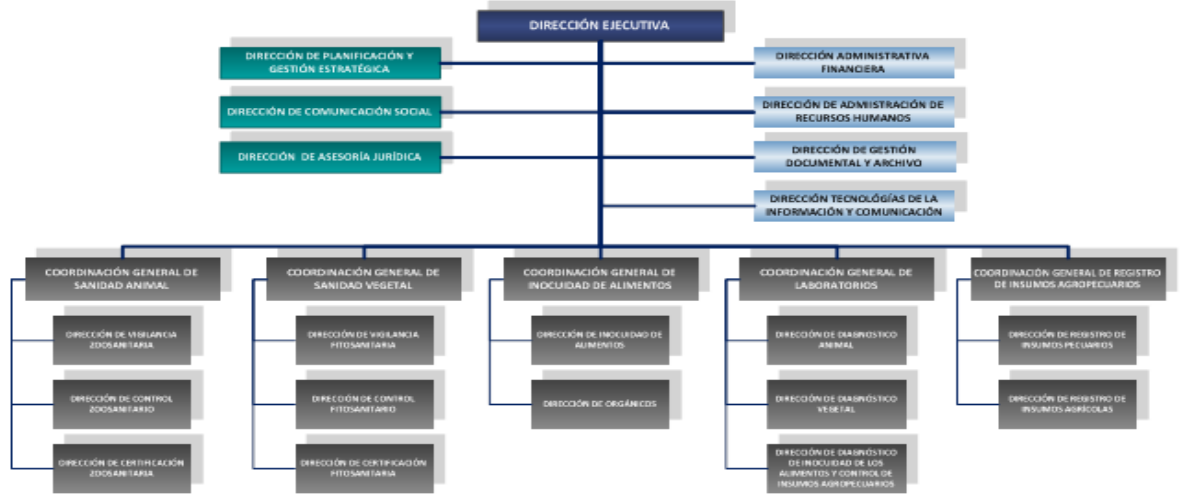 DIRECCIÓN EJECUTIVA
DIRECCIÓN DE PLANIFICACIÓN Y
GESTIÓN ESTRATÉGICA
DIRECCIÓN ADMINISTRATIVA
FINANCIERA
DIRECCIÓN DE COMUNICACIÓN SOCIAL
DIRECCIÓN DE ADMISTRACIÓN DE
RECURSOS HUMANOS
DIRECCIÓN DE ASESORÍA JURÍDICA
DIRECCIÓN DE GESTIÓN
DOCUMENTAL Y ARCHIVO
DIRECCIÓN TECNOLÓGÍAS DE LA
INFORMACIÓN Y COMUNICACIÓN
COORDINACIÓN GENERAL DE
SANIDAD ANIMAL
COORDINACIÓN GENERAL DE
SANIDAD VEGETAL
COORDINACIÓN GENERAL DE
INOCUIDAD DE ALIMENTOS
COORDINACIÓN GENERAL DE
LABORATORIOS
COORDINACIÓN GENERAL DE REGISTRO
DE INSUMOS AGROPECUARIOS
DIRECCIÓN DE VIGILANCIA
ZOOSANITARIA
DIRECCIÓN DE VIGILANCIA
FITOSANITARIA
DIRECCIÓN DE INOCUIDAD DE
ALIMENTOS
DIRECCIÓN DE DIAGNÓSTICO
ANIMAL
DIRECCIÓN DE REGISTRO DE
INSUMOS PECUARIOS
DIRECCIÓN DE CONTROL
ZOOSANITARIO
DIRECCIÓN DE CONTROL
FITOSANITARIO
DIRECCIÓN DE ORGÁNICOS
DIRECCIÓN DE DIAGNÓSTICO
VEGETAL
DIRECCIÓN DE REGISTRO DE
INSUMOS AGRÍCOLAS
DIRECCIÓN DE CERTIFICACIÓN
ZOOSANITARIA
DIRECCIÓN DE CERTIFICACIÓN
FITOSANITARIA
DIRECCIÓN DE DIAGNÓSTICO
DE INOCUIDAD DE LOS
ALIMENTOS Y CONTROL DE
INSUMOS AGROPECUARIOS